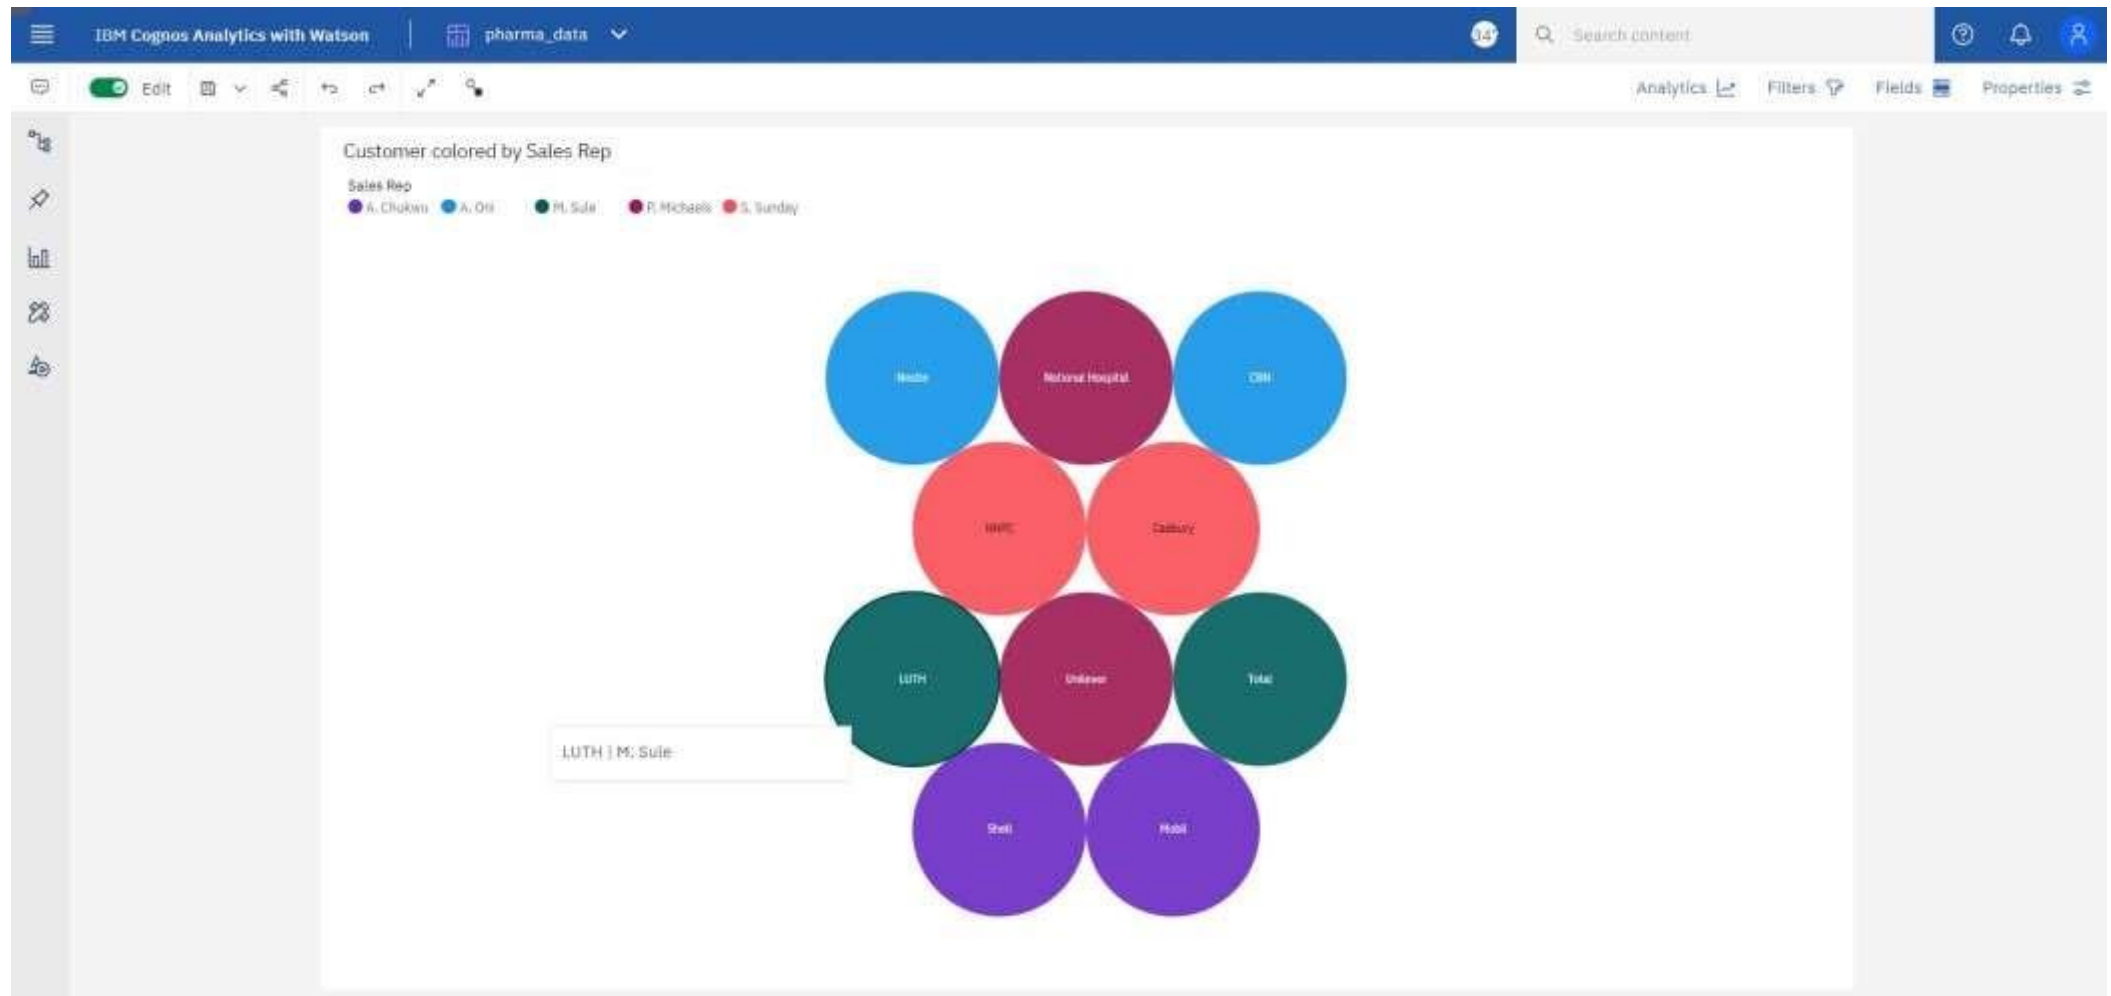 IBM Cognos Analytics with Watson
pharma_data
Search content
Edit
Analytics
Filters
Fields
Properties
Customer colored by Sales Rep
Sales Rep
A. Chukwu A. Oni M. Sule P. Michaels S. Sunday
Nestle National Hospital CBN
NNPC Cadbury
LUTH Unilever Total
LUTH | M. Sule
Shell Mobil